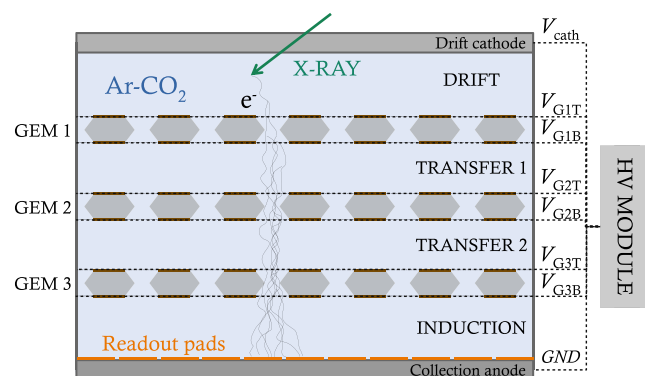 V_cath
Drift cathode
X-RAY
Ar-CO₂
DRIFT
e⁻
V_G1T
GEM 1
V_G1B
TRANSFER 1
V_G2T
GEM 2
V_G2B
TRANSFER 2
V_G3T
GEM 3
V_G3B
HV MODULE
INDUCTION
Readout pads
GND
Collection anode